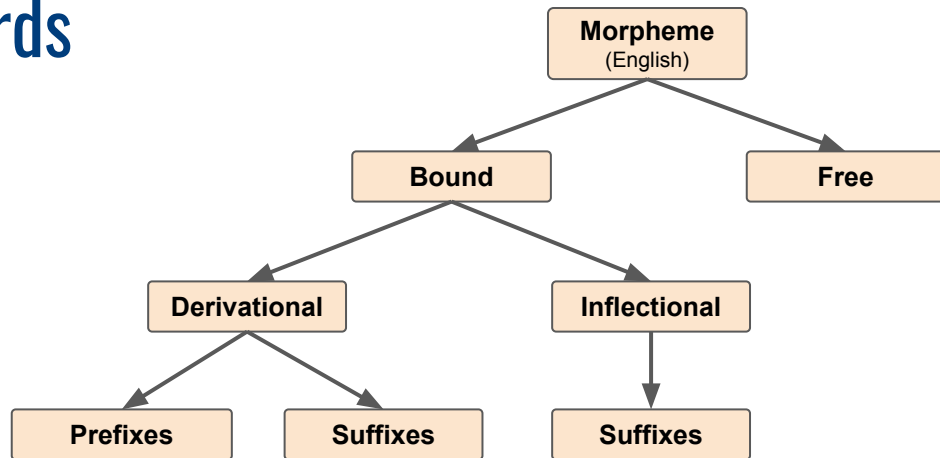 rds
Morpheme
(English)
Bound
Free
Derivational
Inflectional
Prefixes
Suffixes
Suffixes